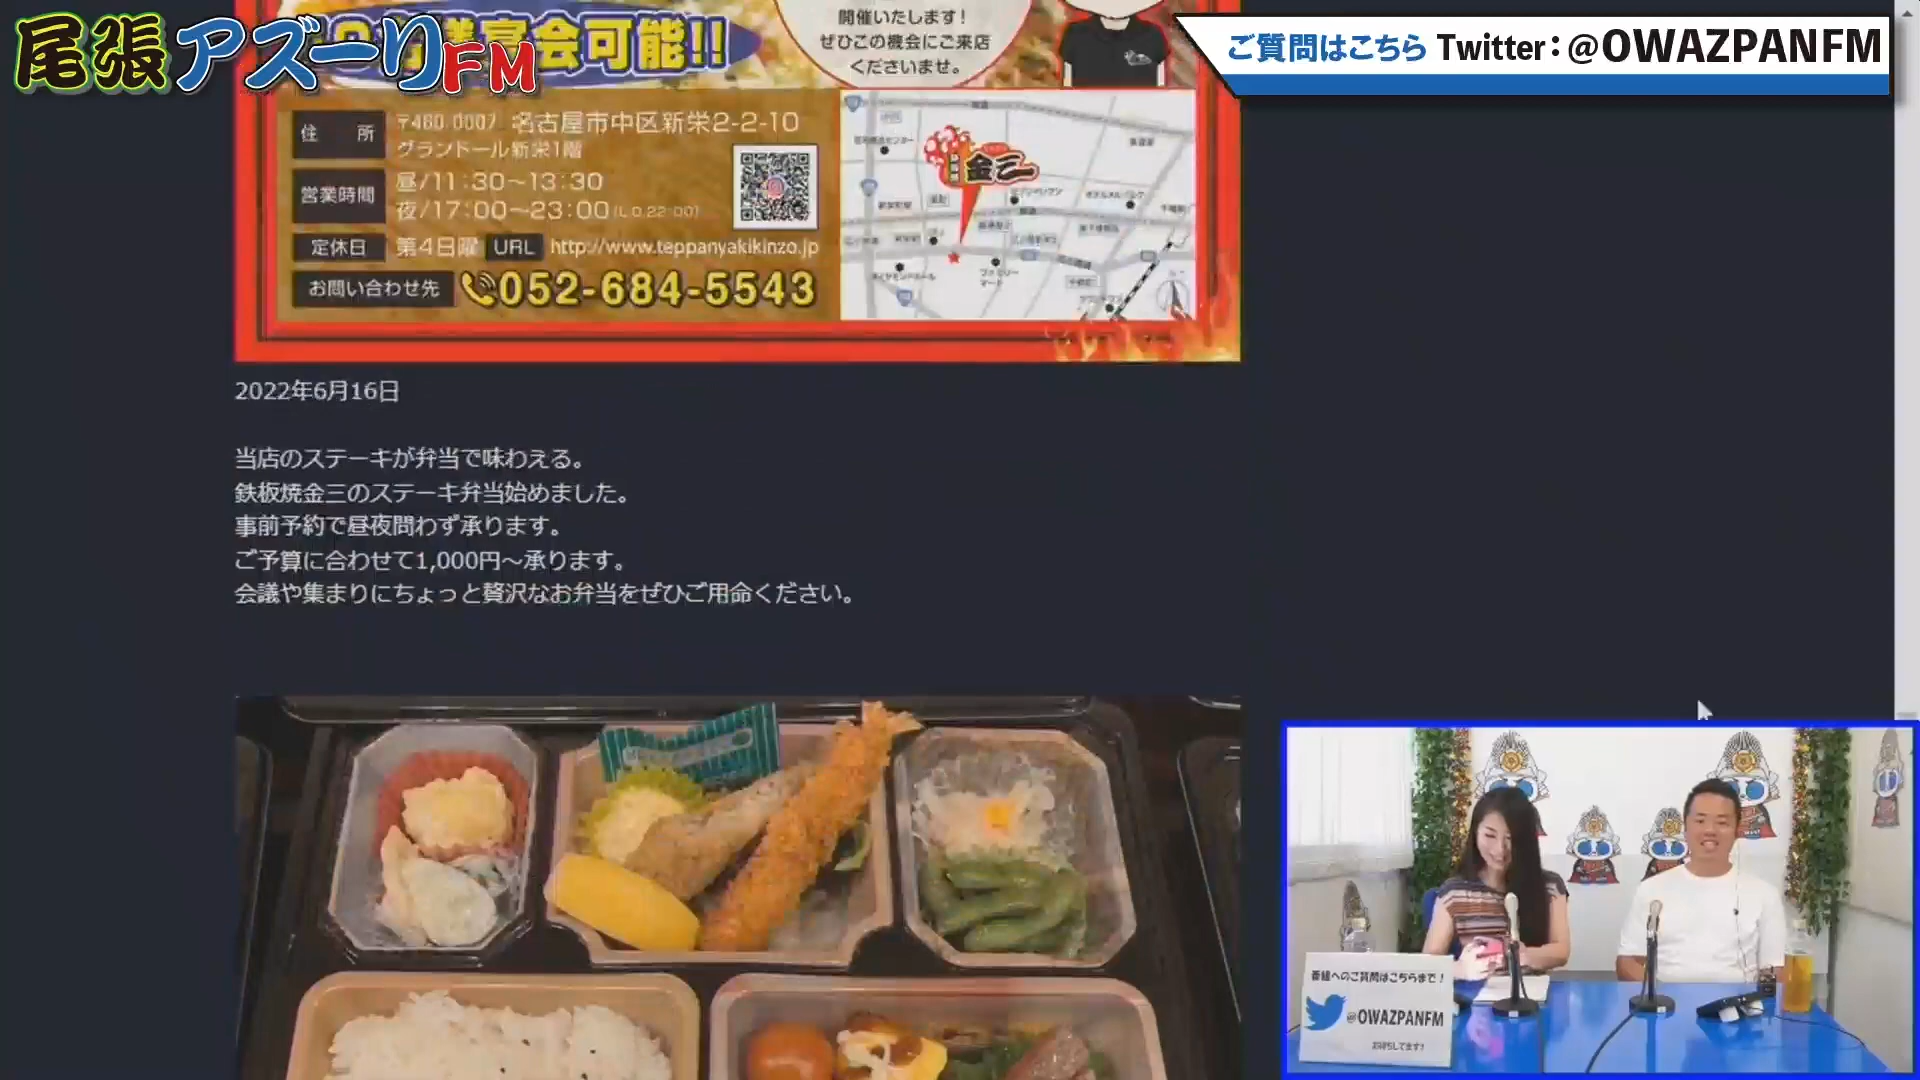 尾張アズーリFM
ご質問はこちら Twitter：@OWAZPANFM
宴会可能!!
開催いたします！
ぜひこの機会にご来店
くださいませ。
住所 〒460-0007 名古屋市中区新栄2-2-10
グランドール新栄1階
営業時間 昼/11:30〜13:30
夜/17:00〜23:00(L.O.22:00)
定休日 第4日曜 URL http://www.teppanyakikinzo.jp
お問い合わせ先 052-684-5543
金三
2022年6月16日
当店のステーキが弁当で味わえる。
鉄板焼金三のステーキ弁当始めました。
事前予約で昼夜問わず承ります。
ご予算に合わせて1,000円〜承ります。
会議や集まりにちょっと贅沢なお弁当をぜひご用命ください。
番組へのご質問はこちらまで！
@OWAZPANFM
お待ちしてます！